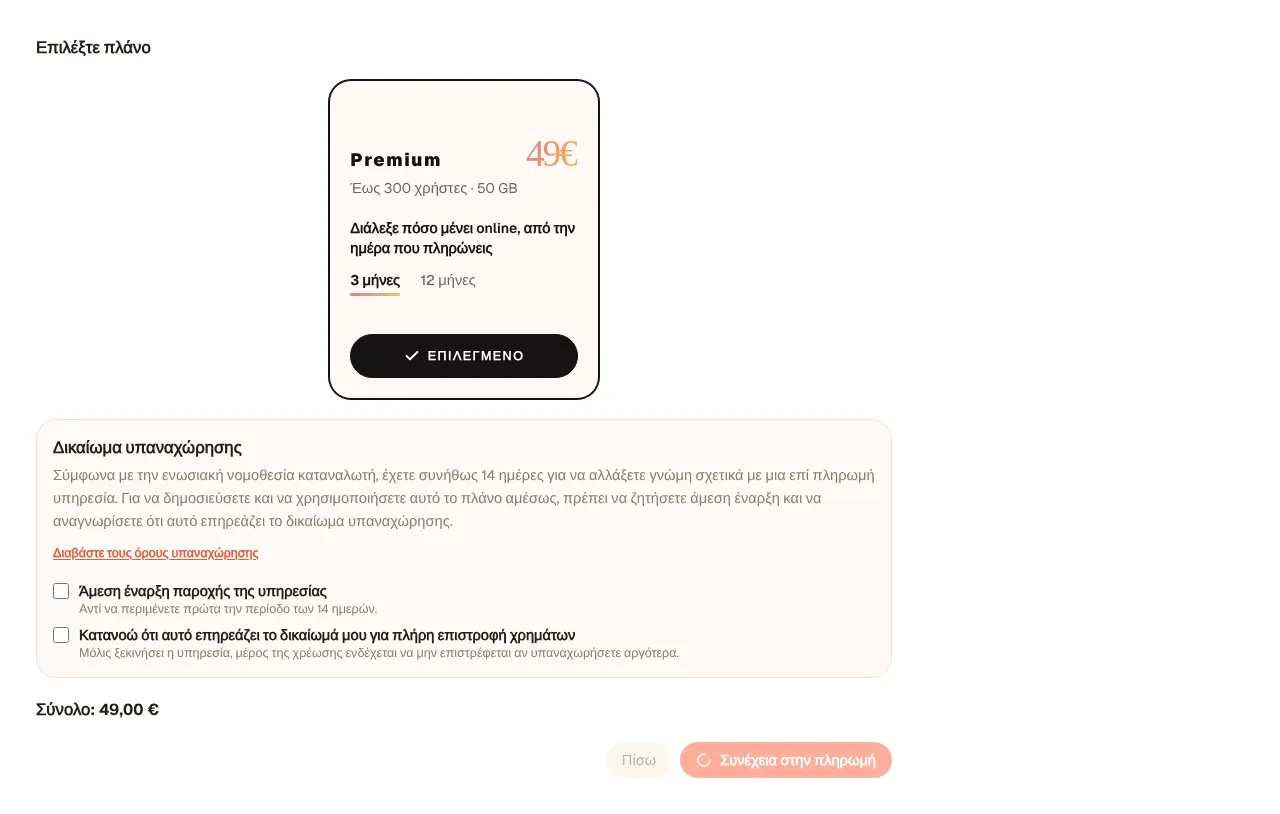 Επιλέξτε πλάνο
Premium 49€
Έως 300 χρήστες · 50 GB
Διάλεξε πόσο μένει online, από την
ημέρα που πληρώνεις
3 μήνες 12 μήνες
ΕΠΙΛΕΓΜΕΝΟ
Δικαίωμα υπαναχώρησης
Σύμφωνα με την ενωσιακή νομοθεσία καταναλωτή, έχετε συνήθως 14 ημέρες για να αλλάξετε γνώμη σχετικά με μια επί πληρωμή
υπηρεσία. Για να δημοσιεύσετε και να χρησιμοποιήσετε αυτό το πλάνο αμέσως, πρέπει να ζητήσετε άμεση έναρξη και να
αναγνωρίσετε ότι αυτό επηρεάζει το δικαίωμα υπαναχώρησης.
Διαβάστε τους όρους υπαναχώρησης
Άμεση έναρξη παροχής της υπηρεσίας
Αντί να περιμένετε πρώτα την περίοδο των 14 ημερών.
Κατανοώ ότι αυτό επηρεάζει το δικαίωμά μου για πλήρη επιστροφή χρημάτων
Μόλις ξεκινήσει η υπηρεσία, μέρος της χρέωσης ενδέχεται να μην επιστρέφεται αν υπαναχωρήσετε αργότερα.
Σύνολο: 49,00 €
Πίσω Συνέχεια στην πληρωμή